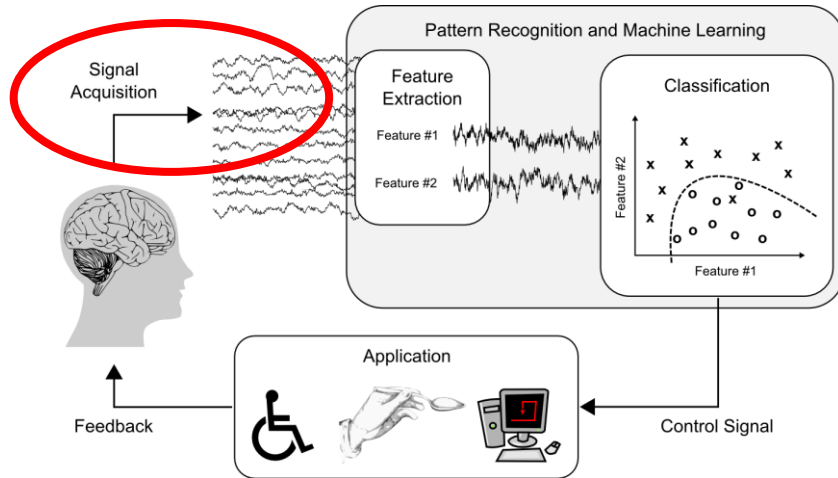 Pattern Recognition and Machine Learning
Signal
Acquisition
Feature
Extraction
Feature #1
Feature #2
Classification
Feature #2
Feature #1
x x x x x x x x x x
o o o o o o o o o o
Application
Feedback
Control Signal